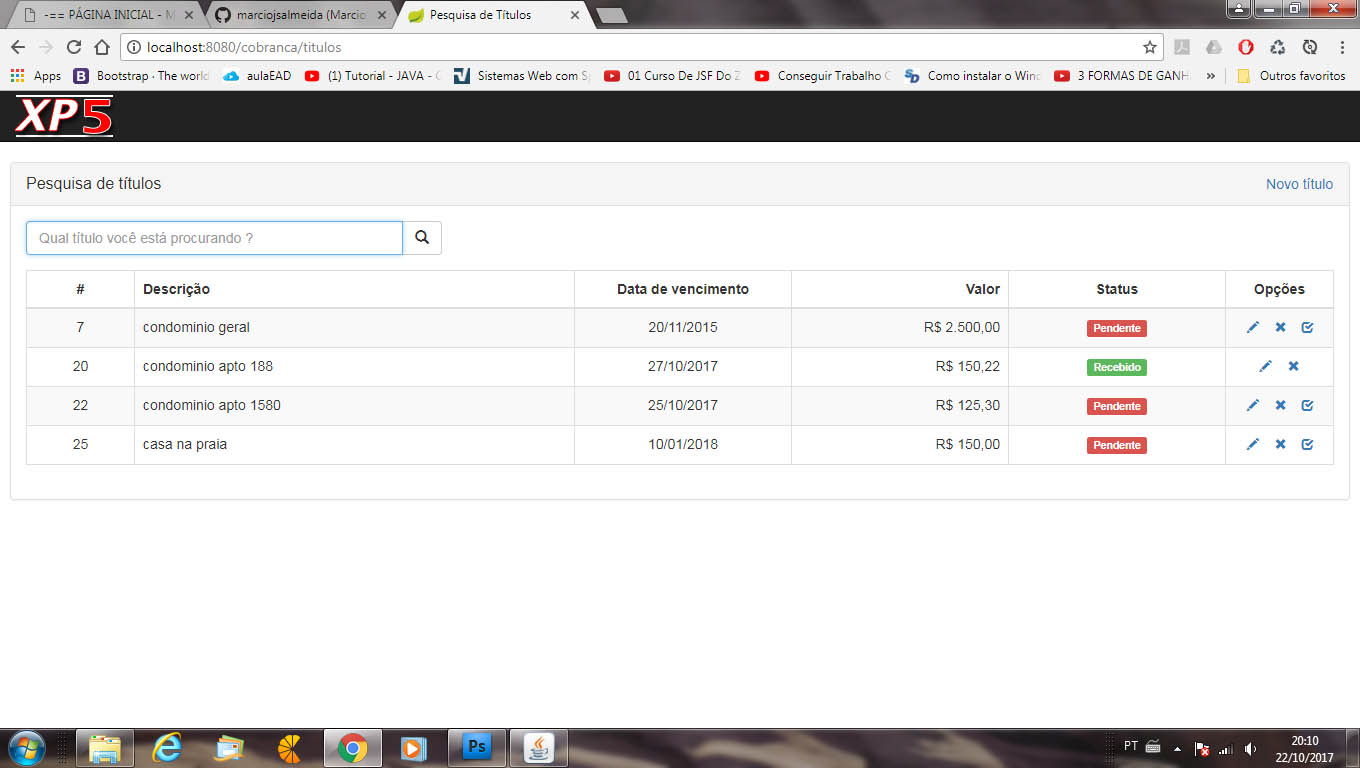 -== PÁGINA INICIAL - M
marciojsalmeida (Marcio
Pesquisa de Títulos
localhost:8080/cobranca/titulos
Apps
Bootstrap · The world
aulaEAD
(1) Tutorial - JAVA - C
Sistemas Web com S
01 Curso De JSF Do Z
Conseguir Trabalho C
Como instalar o Wind
3 FORMAS DE GANH
»
Outros favoritos
XP5
Pesquisa de títulos
Novo título
Qual título você está procurando ?
# Descrição Data de vencimento Valor Status Opções
7 condominio geral 20/11/2015 R$ 2.500,00 Pendente
20 condominio apto 188 27/10/2017 R$ 150,22 Recebido
22 condominio apto 1580 25/10/2017 R$ 125,30 Pendente
25 casa na praia 10/01/2018 R$ 150,00 Pendente
Ps
PT
20:10
22/10/2017